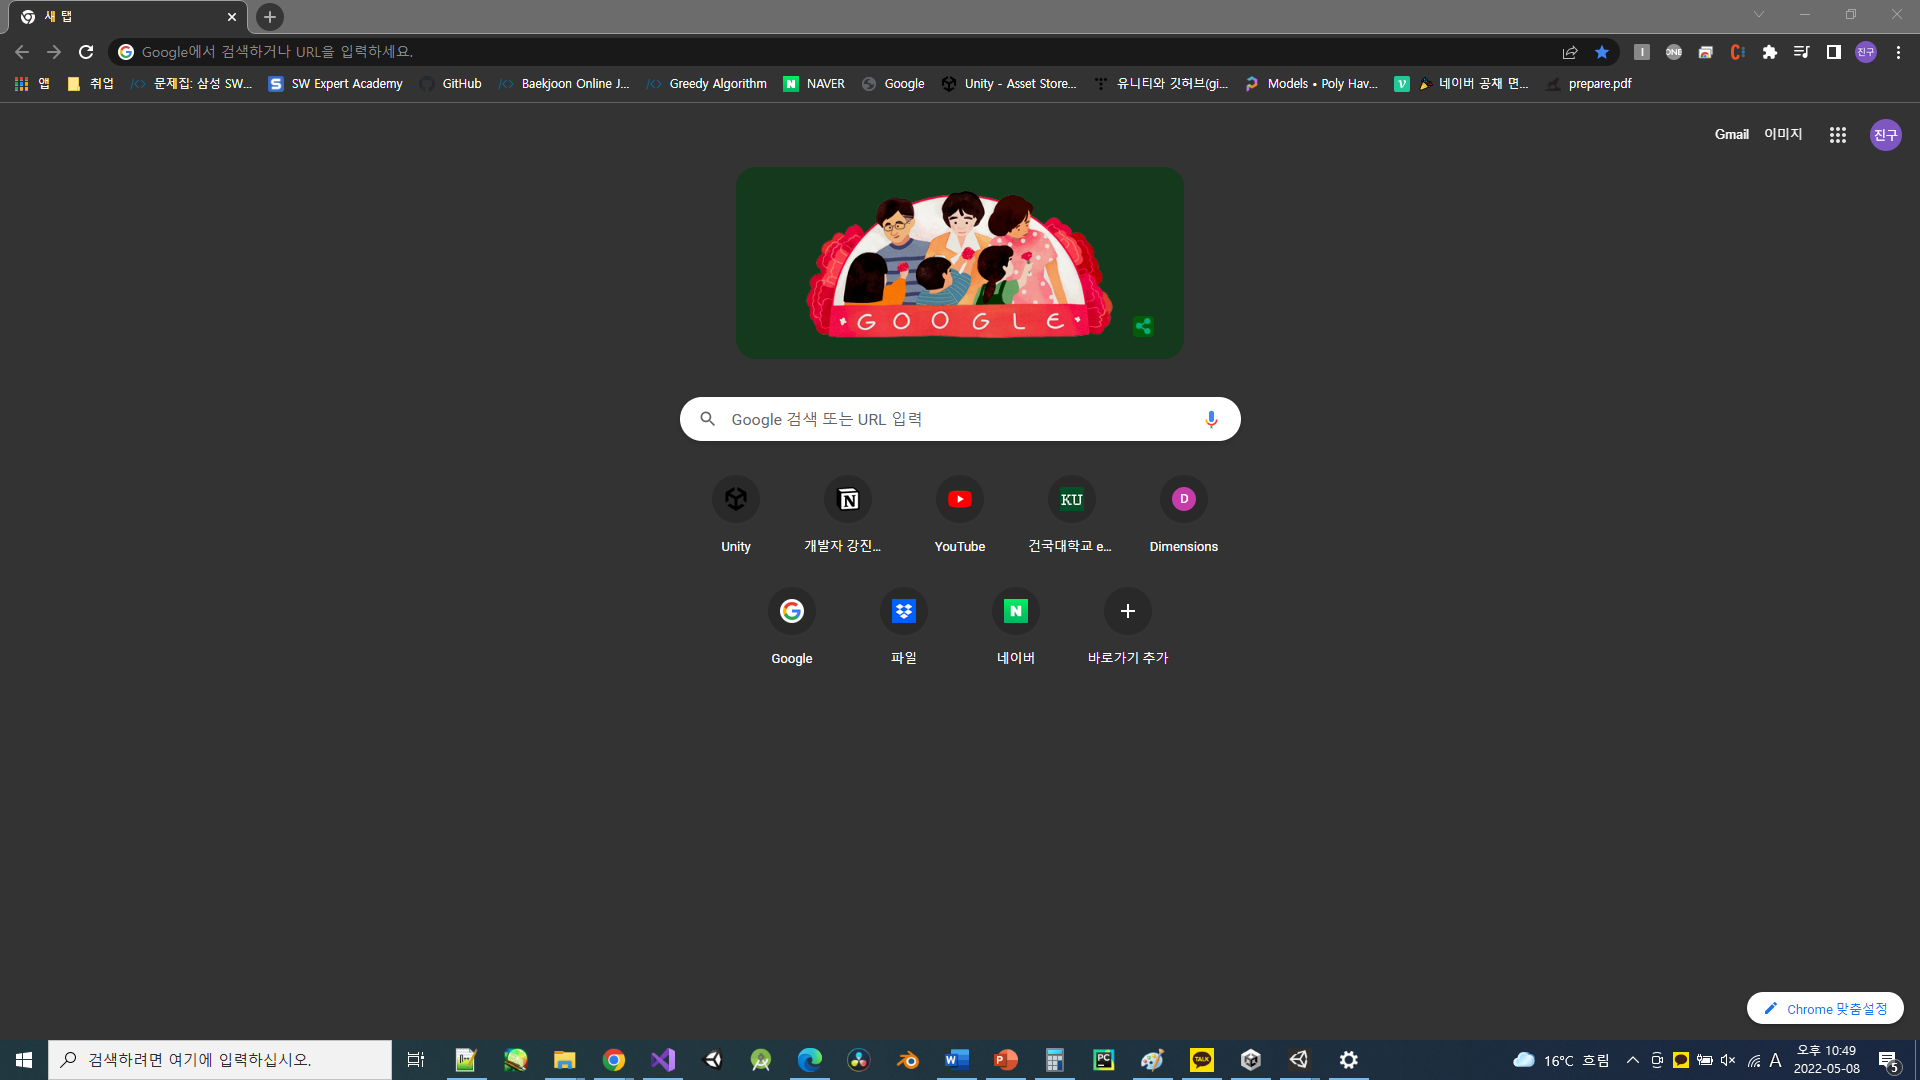 새 탭
Google에서 검색하거나 URL을 입력하세요.
진구
앱 취업 문제집: 삼성 SW... SW Expert Academy GitHub Baekjoon Online J... Greedy Algorithm NAVER Google Unity - Asset Store... 유니티와 깃허브(gi... Models • Poly Hav... 네이버 공채 면... prepare.pdf
Gmail 이미지 진구
GOOGLE
Google 검색 또는 URL 입력
Unity 개발자 강진... YouTube 건국대학교 e... Dimensions
Google 파일 네이버 바로가기 추가
Chrome 맞춤설정
검색하려면 여기에 입력하십시오.
16°C 흐림
A
오후 10:49
2022-05-08
5